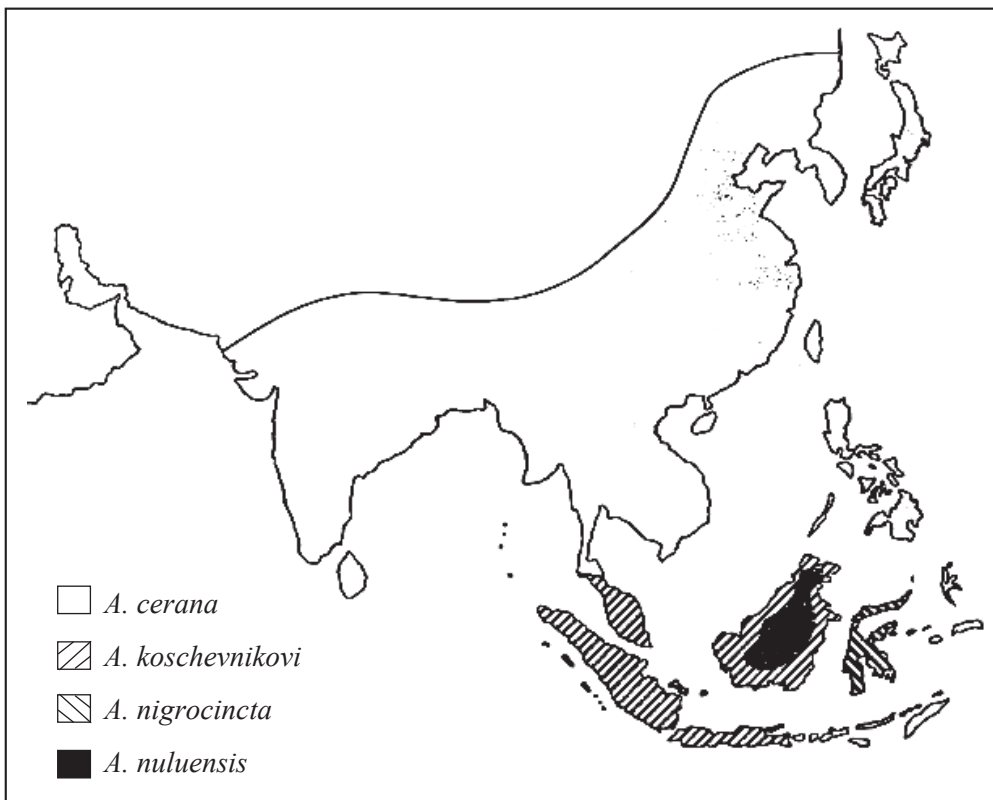 A. cerana
A. koschevnikovi
A. nigrocincta
A. nuluensis